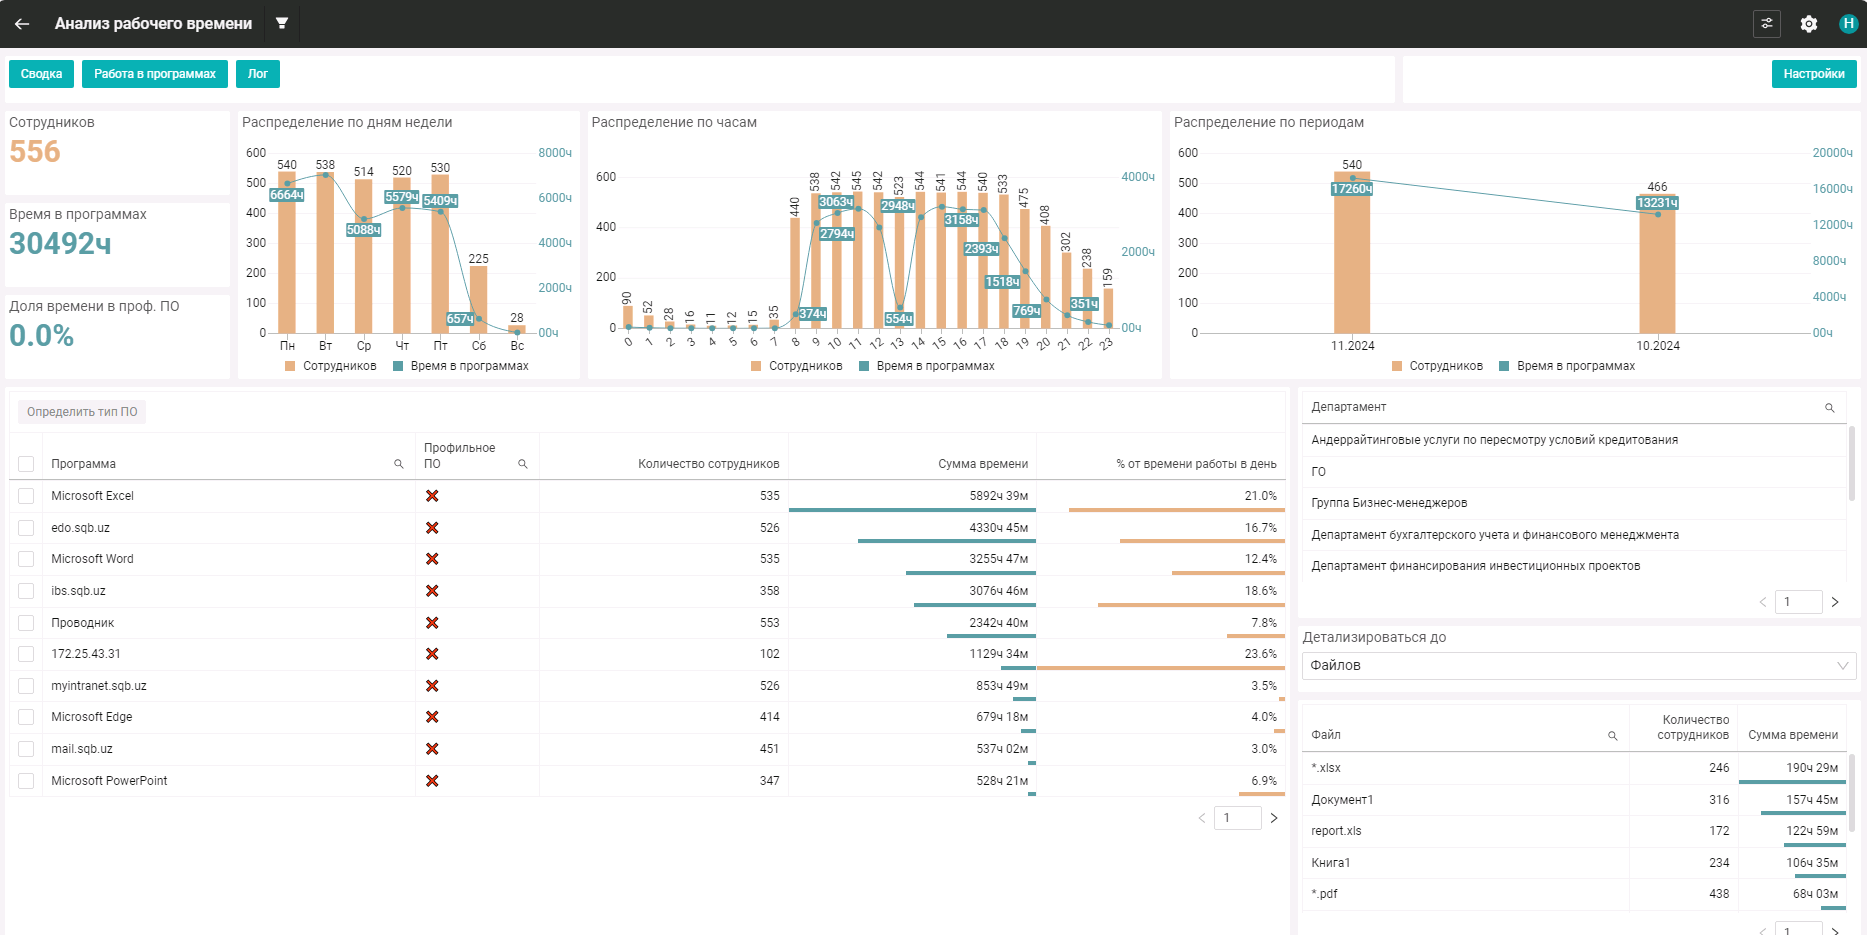 Анализ рабочего времени
H
Сводка
Работа в программах
Лог
Настройки
Сотрудников
556
Время в программах
30492ч
Доля времени в проф. ПО
0.0%
Распределение по дням недели
600
500
400
300
200
100
0
8000ч
6000ч
4000ч
2000ч
00ч
540
538
514
520
530
225
28
6664ч
5088ч
5579ч
5409ч
657ч
Пн Вт Ср Чт Пт Сб Вс
Сотрудников Время в программах
Распределение по часам
600
400
200
0
4000ч
2000ч
00ч
90 52 28 16 11 12 15 35 440 538 542 545 542 523 544 541 544 540 533 475 408 302 238 159
374ч
2794ч
3063ч
554ч
2948ч
3158ч
2393ч
1518ч
769ч
351ч
0 1 2 3 4 5 6 7 8 9 10 11 12 13 14 15 16 17 18 19 20 21 22 23
Сотрудников Время в программах
Распределение по периодам
600
500
400
300
200
100
0
20000ч
16000ч
12000ч
8000ч
4000ч
00ч
540
466
17260ч
13231ч
11.2024 10.2024
Сотрудников Время в программах
Определить тип ПО
Программа
Профильное
ПО
Количество сотрудников
Сумма времени
% от времени работы в день
Microsoft Excel 535 5892ч 39м 21.0%
edo.sqb.uz 526 4330ч 45м 16.7%
Microsoft Word 535 3255ч 47м 12.4%
ibs.sqb.uz 358 3076ч 46м 18.6%
Проводник 553 2342ч 40м 7.8%
172.25.43.31 102 1129ч 34м 23.6%
myintranet.sqb.uz 526 853ч 49м 3.5%
Microsoft Edge 414 679ч 18м 4.0%
mail.sqb.uz 451 537ч 02м 3.0%
Microsoft PowerPoint 347 528ч 21м 6.9%
1
Департамент
Андеррайтинговые услуги по пересмотру условий кредитования
ГО
Группа Бизнес-менеджеров
Департамент бухгалтерского учета и финансового менеджмента
Департамент финансирования инвестиционных проектов
1
Детализироваться до
Файлов
Файл
Количество
сотрудников
Сумма времени
*.xlsx 246 190ч 29м
Документ1 316 157ч 45м
report.xls 172 122ч 59м
Книга1 234 106ч 35м
*.pdf 438 68ч 03м
1